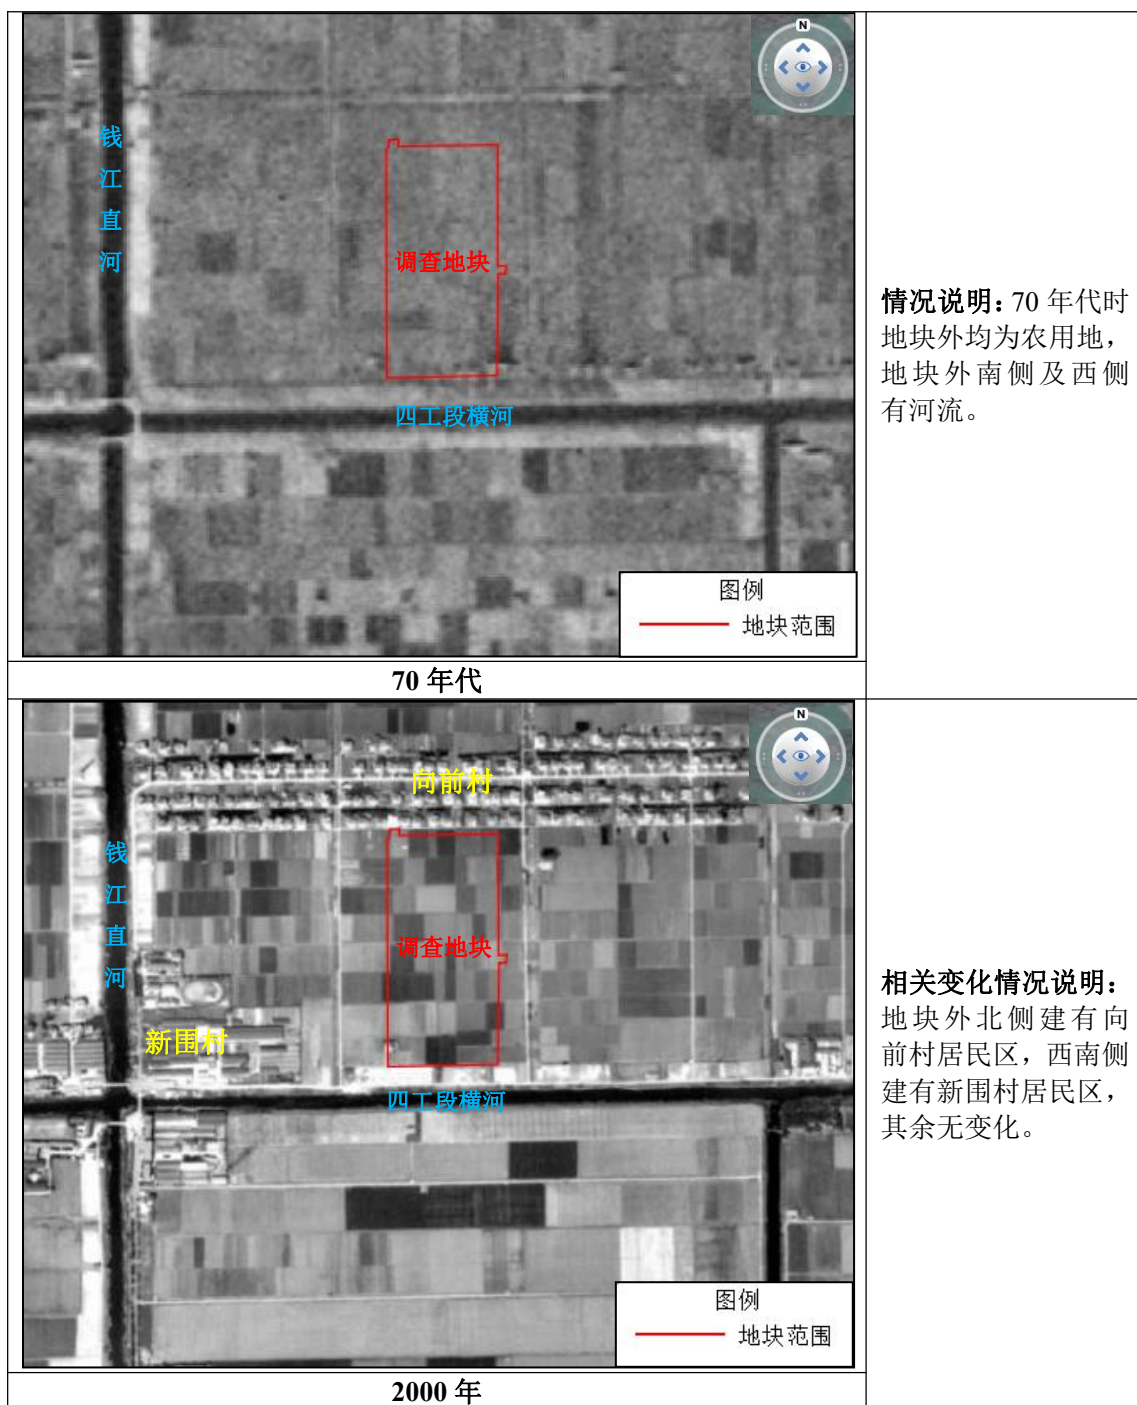 N
钱
江
直
河
调查地块
四工段横河
图例
地块范围
70 年代
情况说明：70 年代时
地块外均为农用地，
地块外南侧及西侧
有河流。
N
向前村
钱
江
直
河
调查地块
新围村
四工段横河
图例
地块范围
2000 年
相关变化情况说明：
地块外北侧建有向
前村居民区，西南侧
建有新围村居民区，
其余无变化。